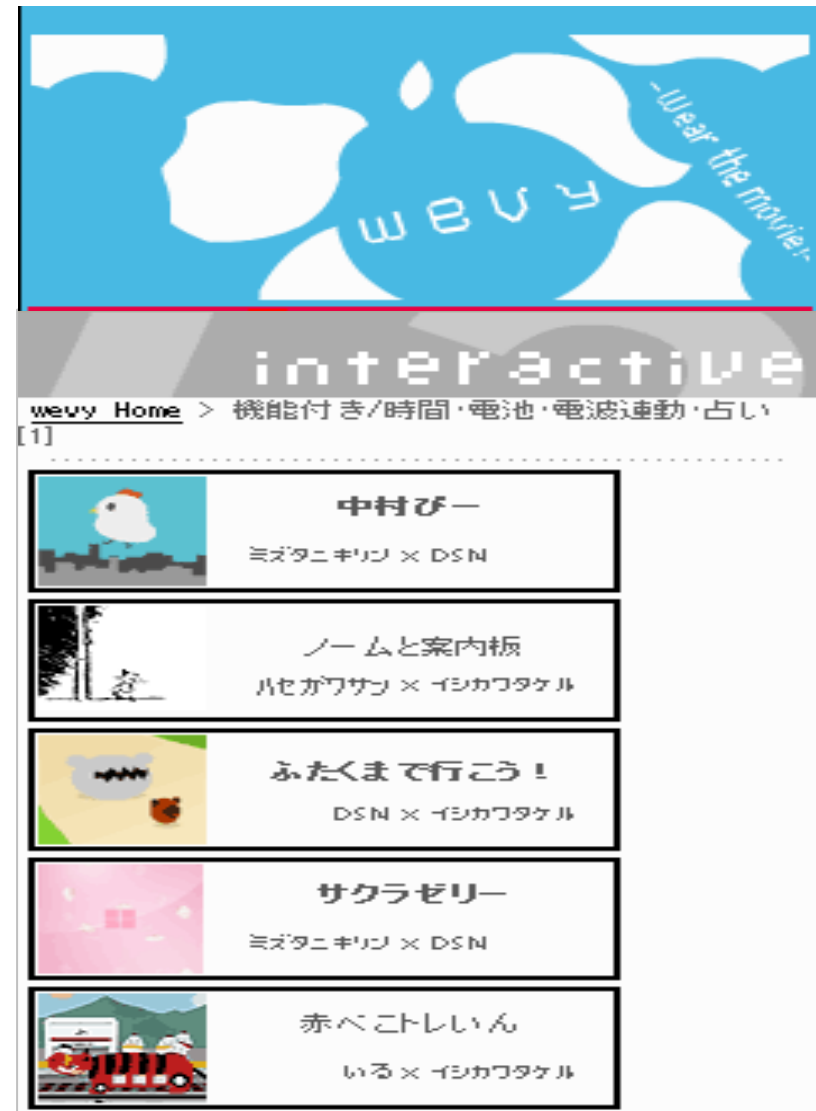 wevy
-Wear the movie-
interactive
wevy Home > 機能付き/時間·電池·電波連動·占い
[1]
中村ぴー
ミズタニキリン × DSN
ノームと案内板
ハセガワサン × イシカワタケル
ふたくまで行こう！
DSN × イシカワタケル
サクラゼリー
ミズタニキリン × DSN
赤べこトレいん
いる × イシカワタケル